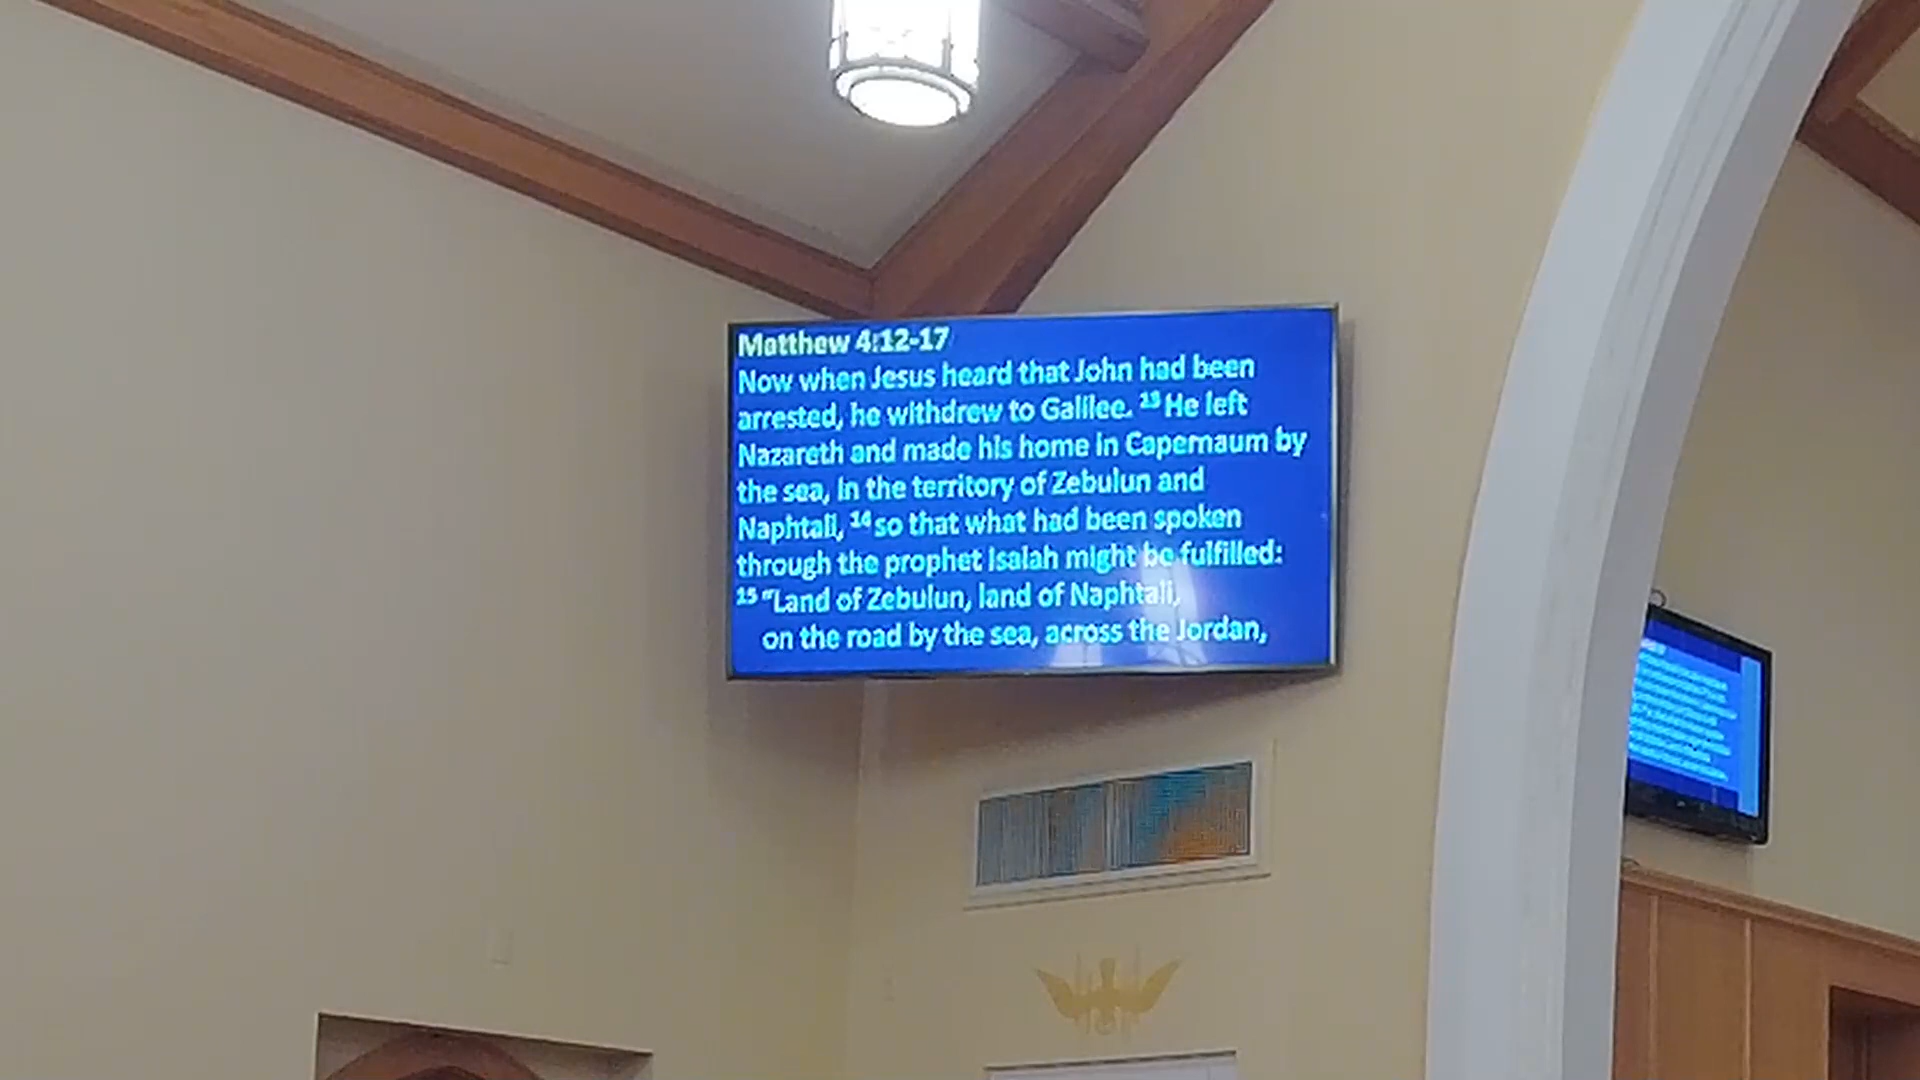 Matthew 4:12-17
Now when Jesus heard that John had been
arrested, he withdrew to Galilee. 13 He left
Nazareth and made his home in Capernaum by
the sea, in the territory of Zebulun and
Naphtali, 14 so that what had been spoken
through the prophet Isaiah might be fulfilled:
15 "Land of Zebulun, land of Naphtali,
on the road by the sea, across the Jordan,